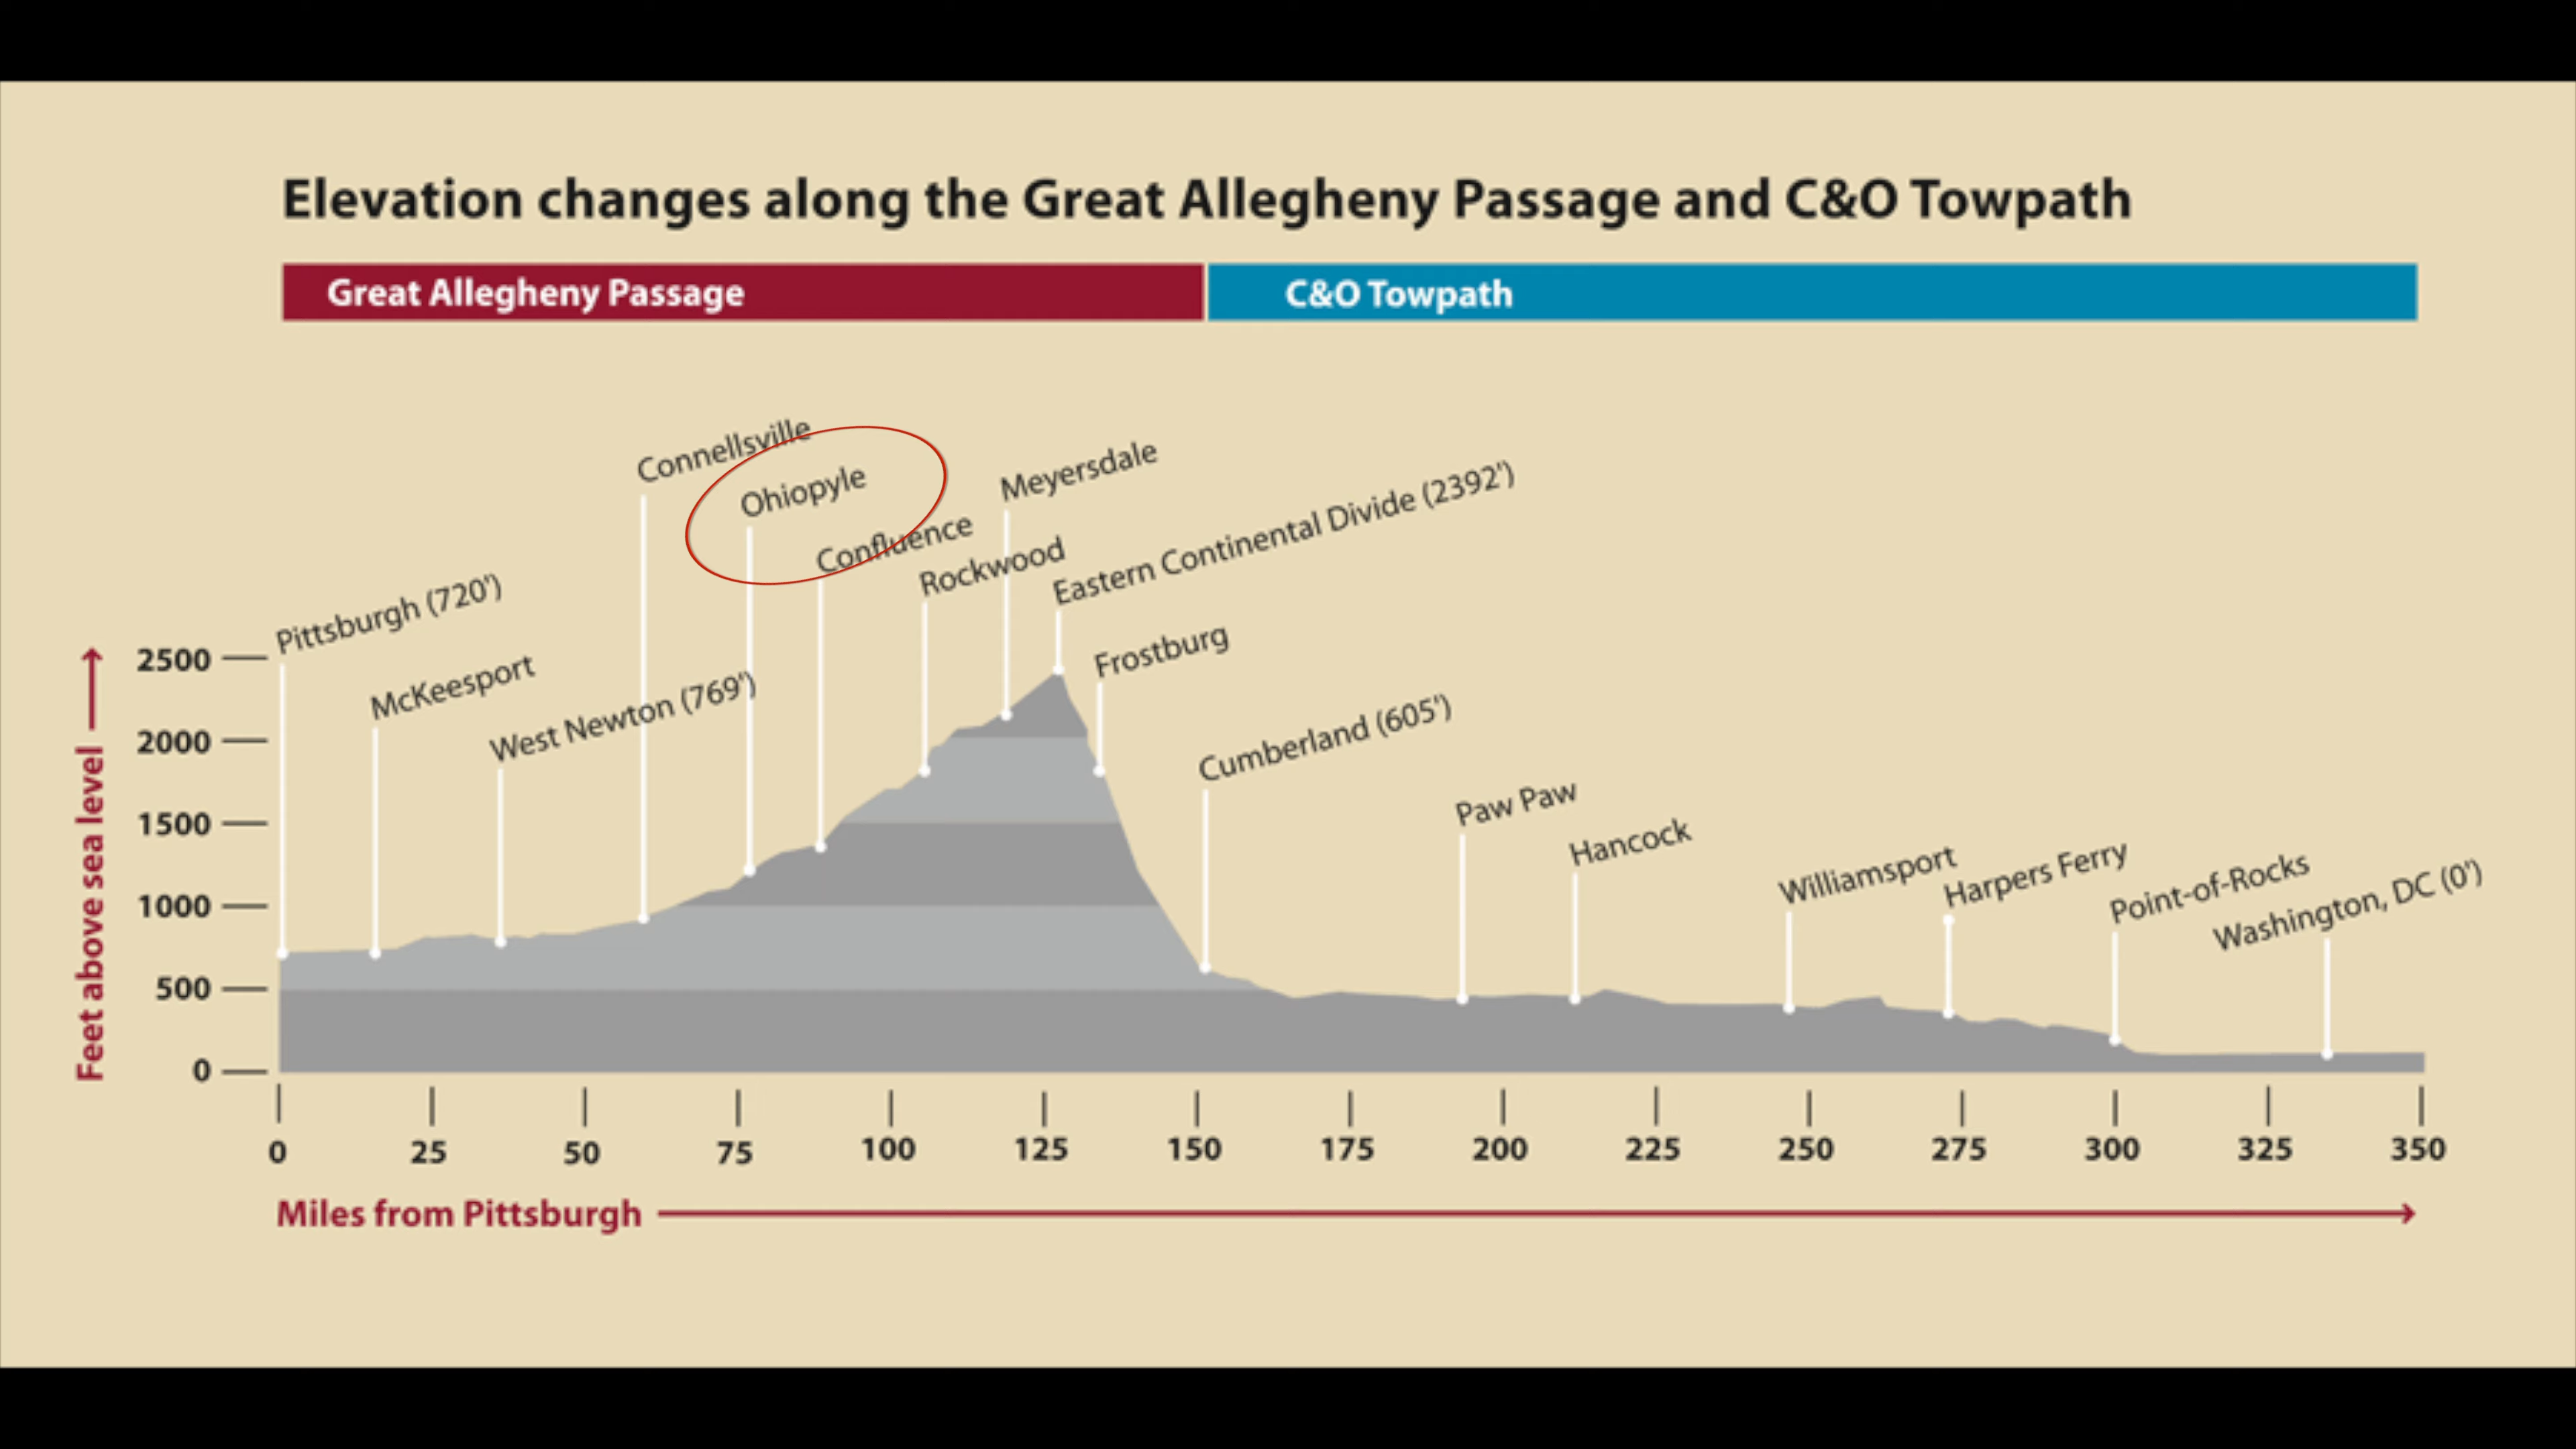 Elevation changes along the Great Allegheny Passage and C&O Towpath
Great Allegheny Passage
C&O Towpath
Connellsville
Ohiopyle
Confluence
Rockwood
Meyersdale
Eastern Continental Divide (2392')
Pittsburgh (720')
McKeesport
West Newton (769')
Frostburg
Cumberland (605')
Paw Paw
Hancock
Williamsport
Harpers Ferry
Point-of-Rocks
Washington, DC (0')
Feet above sea level
2500
2000
1500
1000
500
0
0 25 50 75 100 125 150 175 200 225 250 275 300 325 350
Miles from Pittsburgh